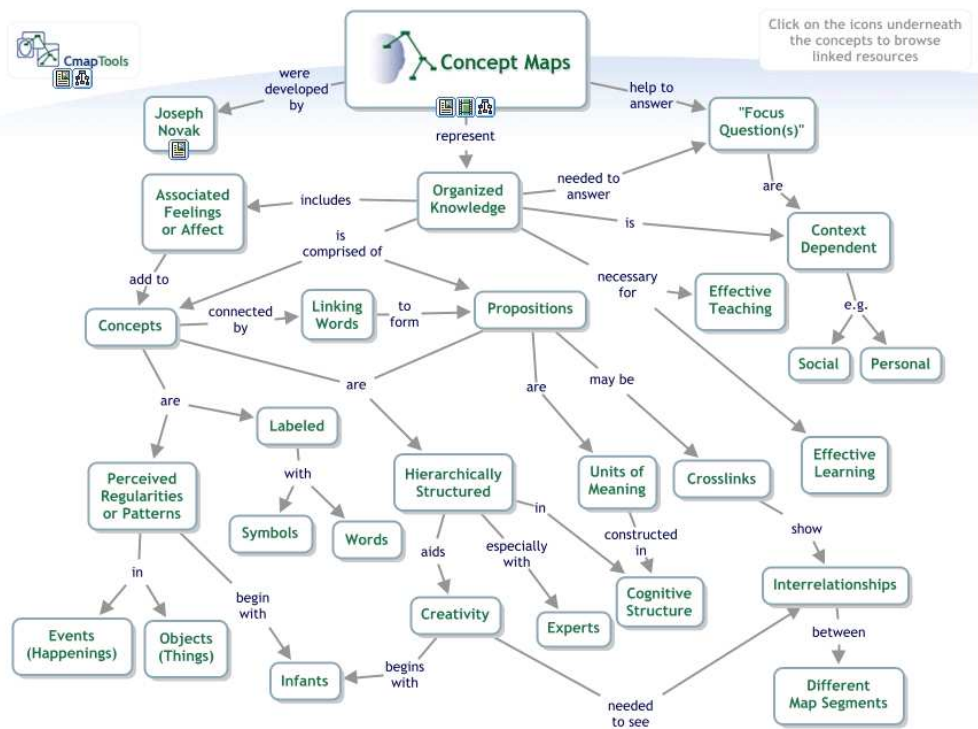 CmapTools
Concept Maps
Click on the icons underneath
the concepts to browse
linked resources
were
developed
by
help to
answer
Joseph
Novak
represent
"Focus
Question(s)"
Associated
Feelings
or Affect
includes
Organized
Knowledge
needed to
answer
are
is
Context
Dependent
is
comprised of
add to
necessary
for
Effective
Teaching
e.g.
Concepts
connected
by
Linking
Words
to
form
Propositions
Social
Personal
are
are
are
may be
Labeled
Perceived
Regularities
or Patterns
with
Hierarchically
Structured
Units of
Meaning
Crosslinks
Effective
Learning
Symbols
Words
in
aids
especially
with
constructed
in
show
in
begin
with
Creativity
Experts
Cognitive
Structure
Interrelationships
Events
(Happenings)
Objects
(Things)
between
Infants
begins
with
needed
to see
Different
Map Segments